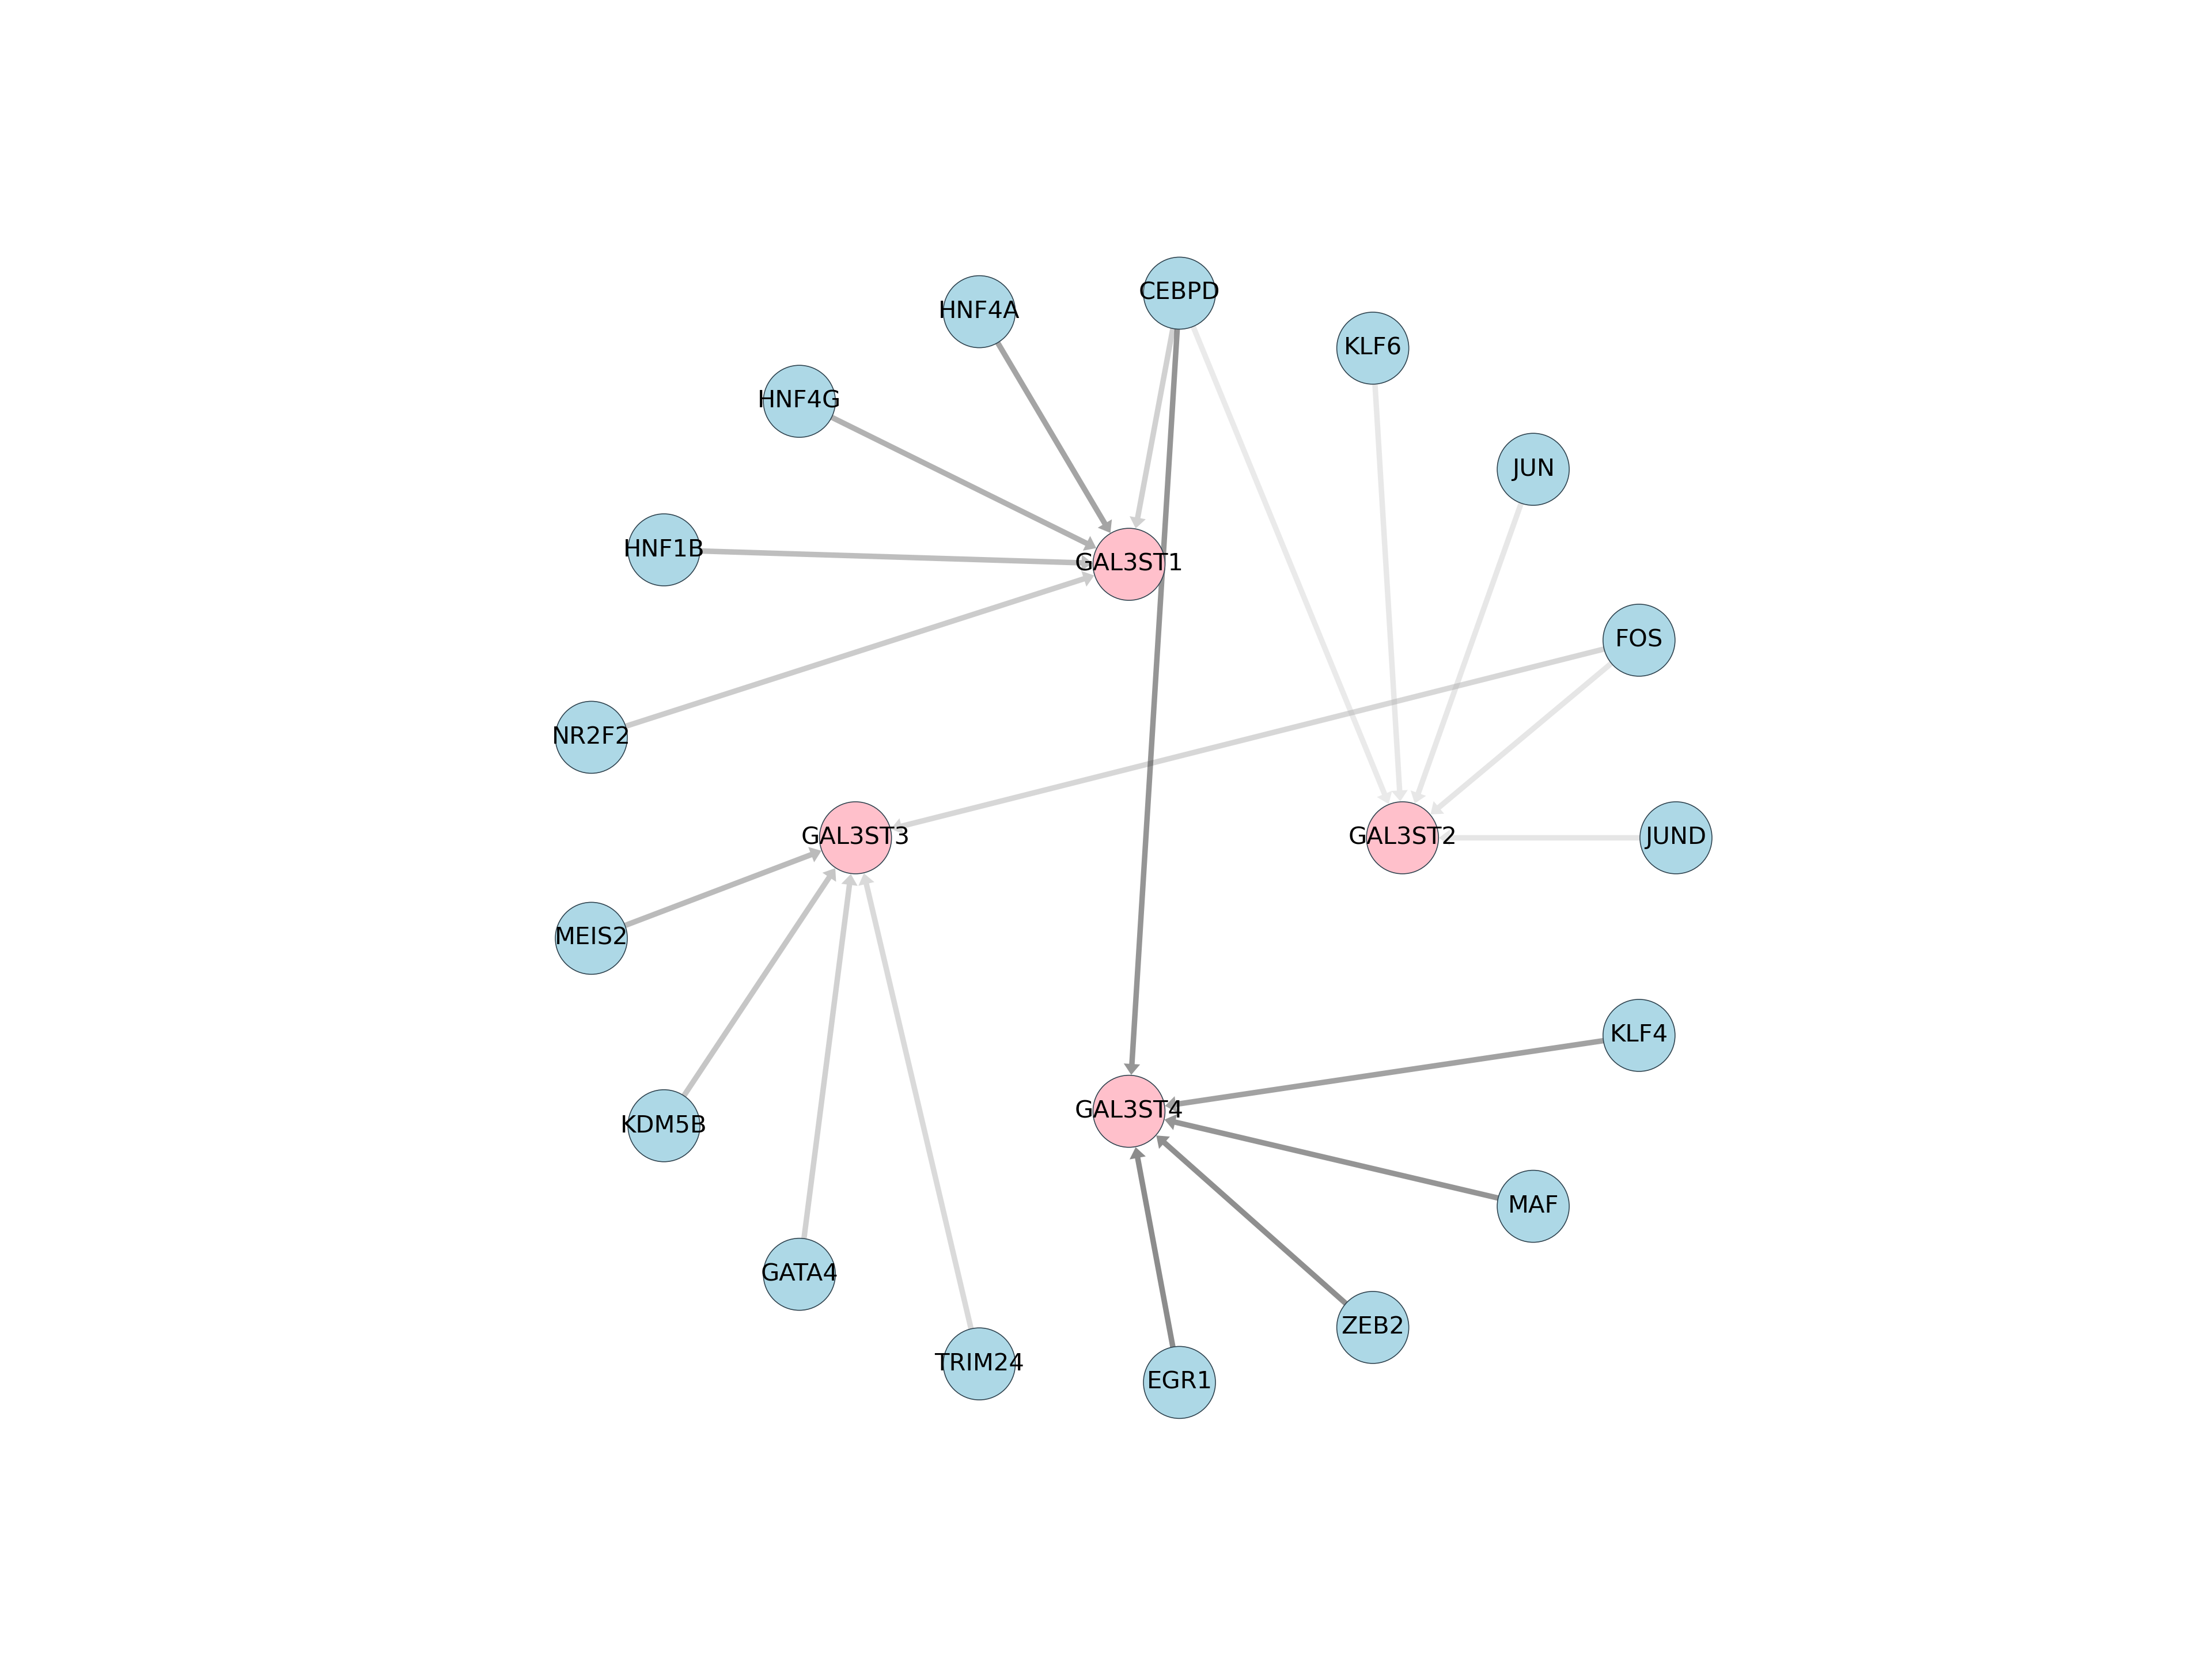 CEBPD
HNF4A
KLF6
HNF4G
JUN
HNF1B
GAL3ST1
FOS
NR2F2
GAL3ST3
GAL3ST2
JUND
MEIS2
KLF4
GAL3ST4
KDM5B
MAF
GATA4
ZEB2
TRIM24
EGR1